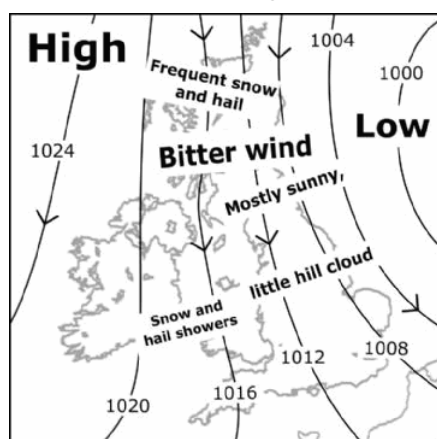 High
1004
Frequent snow
and hail
1000
Low
Bitter wind
1024
Mostly sunny,
little hill cloud
Snow and
hail showers
1008
1012
1016
1020